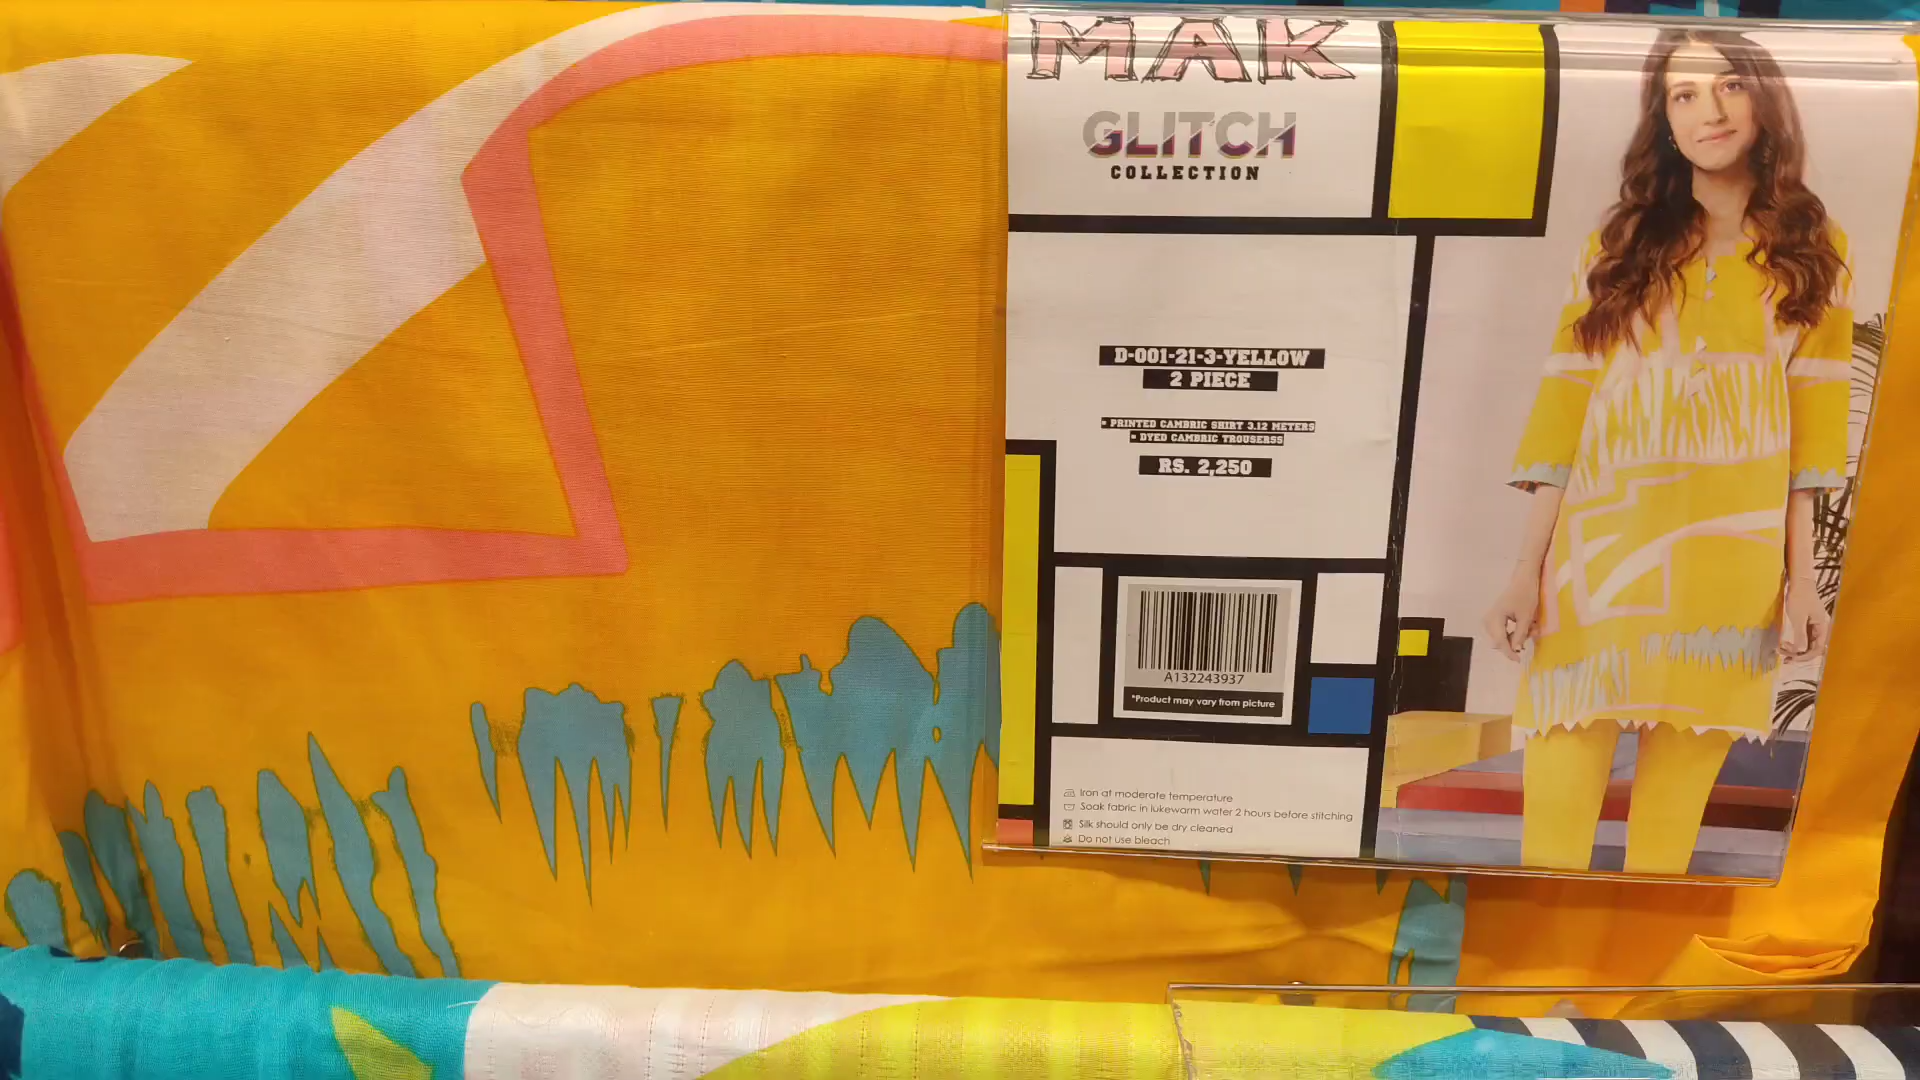 MAK
GLITCH
COLLECTION
D-001-21-3-YELLOW
2 PIECE
- PRINTED CAMBRIC SHIRT 3.12 METERS
- DYED CAMBRIC TROUSERSS
RS. 2,250
A132243937
*Product may vary from picture
Iron at moderate temperature
Soak fabric in lukewarm water 2 hours before stitching
Silk should only be dry cleaned
Do not use bleach